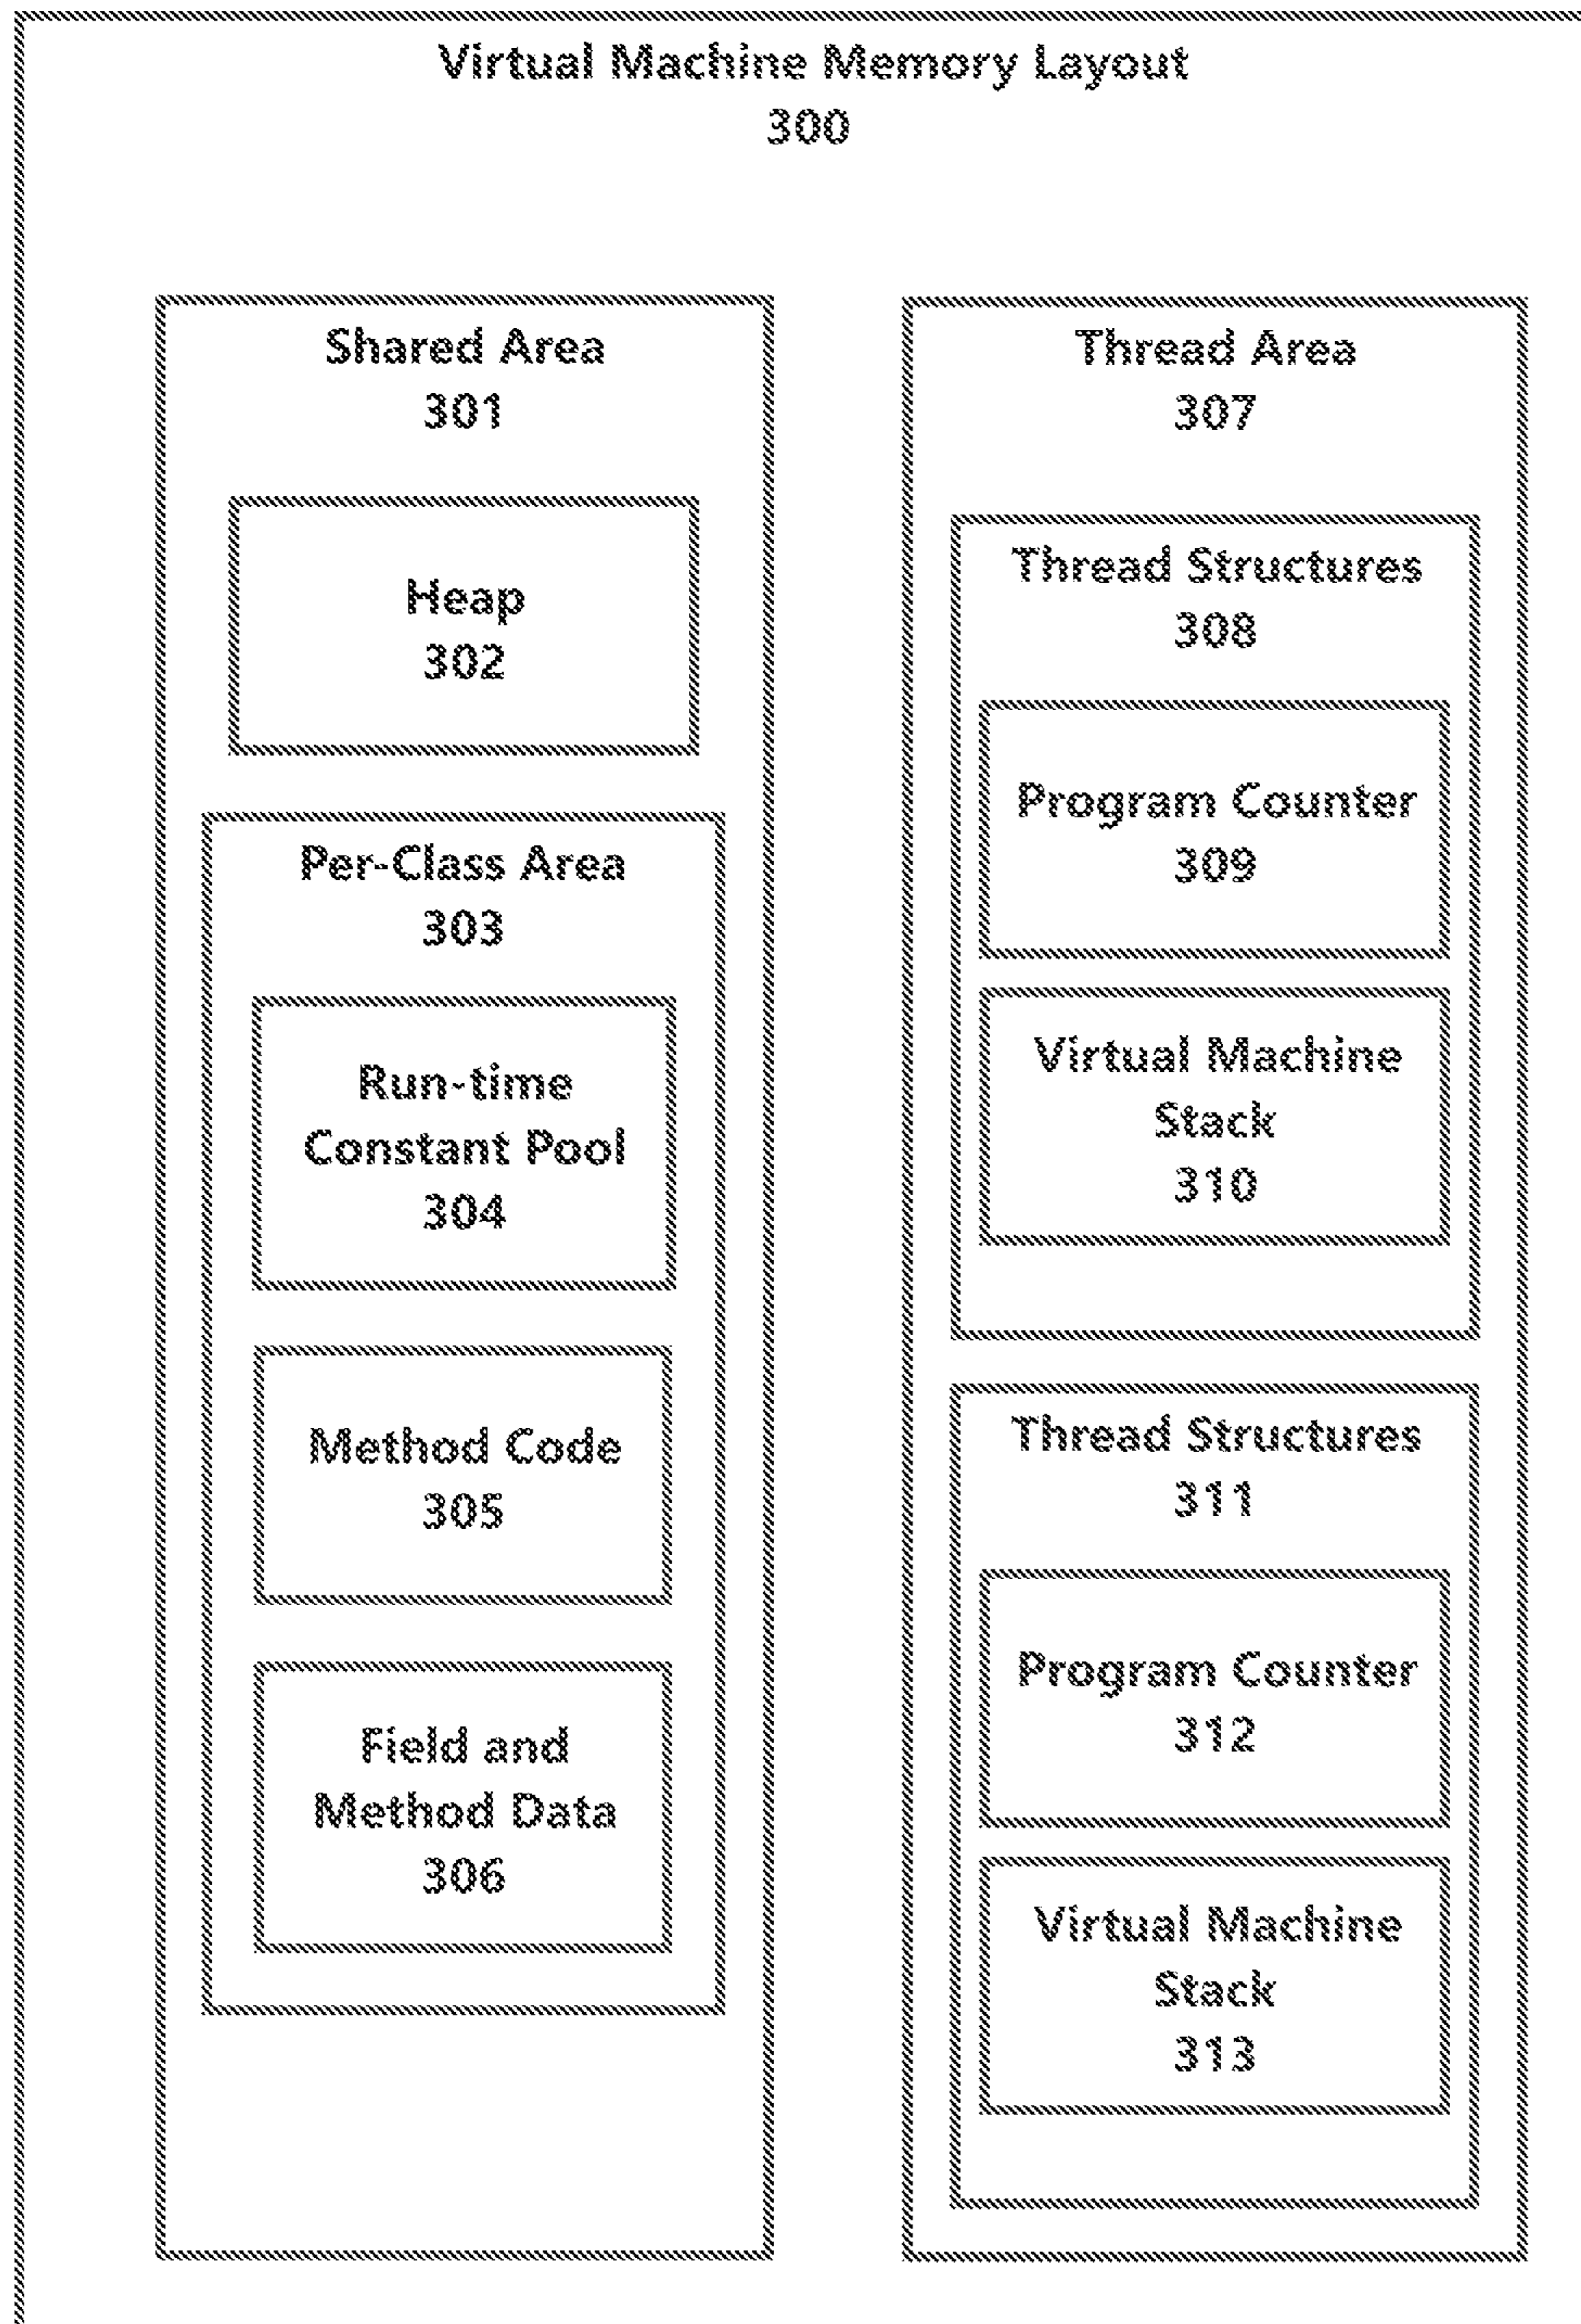 Virtual Machine Memory Layout
300
Shared Area
301
Heap
302
Per-Class Area
303
Run-time
Constant Pool
304
Method Code
305
Field and
Method Data
306
Thread Area
307
Thread Structures
308
Program Counter
309
Virtual Machine
Stack
310
Thread Structures
311
Program Counter
312
Virtual Machine
Stack
313